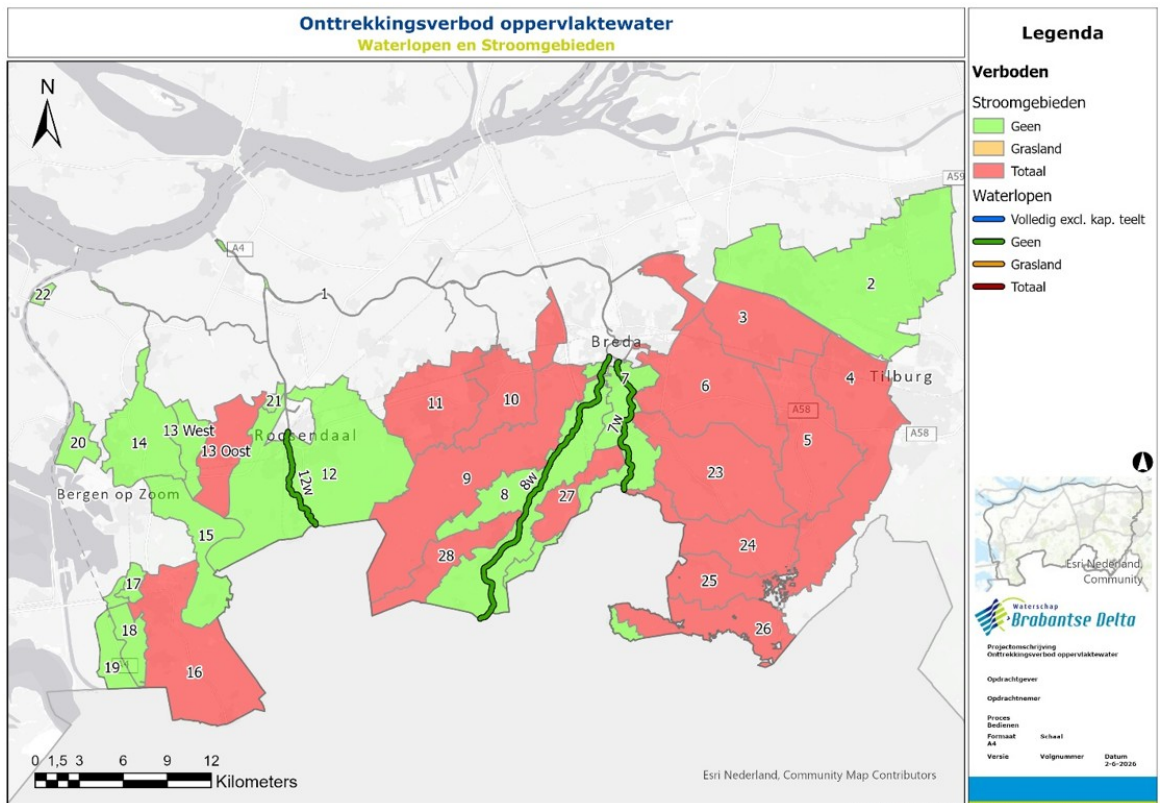 Onttrekkingsverbod oppervlaktewater
Waterlopen en Stroomgebieden
N
A59
A4
22
1
2
3
Breda
4
Tilburg
7
6
11
10
A58
A58
5
21
13 West
14
13 Oost
Roosendaal
12
7w
20
12w
9
8
8w
27
23
Bergen op Zoom
15
28
24
17
25
18
26
19
16
0 1,5 3 6 9 12
Kilometers
Esri Nederland, Community Map Contributors
Legenda
Verboden
Stroomgebieden
Geen
Grasland
Totaal
Waterlopen
Volledig excl. kap. teelt
Geen
Grasland
Totaal
Esri Nederland,
Community
Waterschap
Brabantse Delta
Projectomschrijving
Onttrekkingsverbod oppervlaktewater
Opdrachtgever
Opdrachtnemer
Proces
Bedienen
Formaat Schaal
A4
Versie Volgnummer Datum
2-6-2026